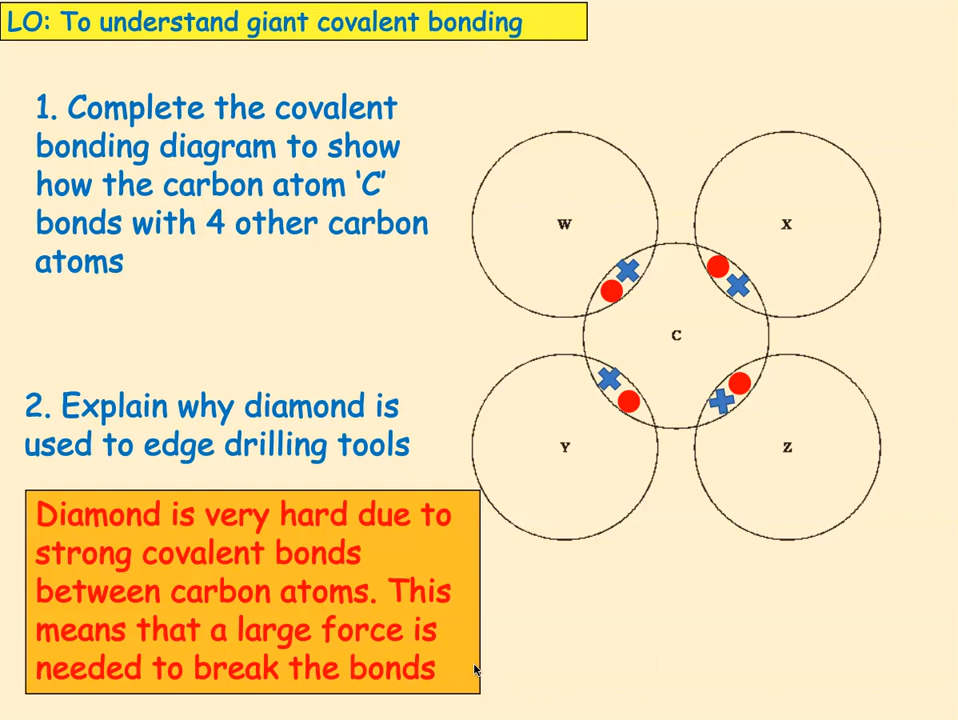 LO: To understand giant covalent bonding
1. Complete the covalent
bonding diagram to show
how the carbon atom ‘C’
bonds with 4 other carbon
atoms
W
X
C
Y
Z
2. Explain why diamond is
used to edge drilling tools
Diamond is very hard due to
strong covalent bonds
between carbon atoms. This
means that a large force is
needed to break the bonds